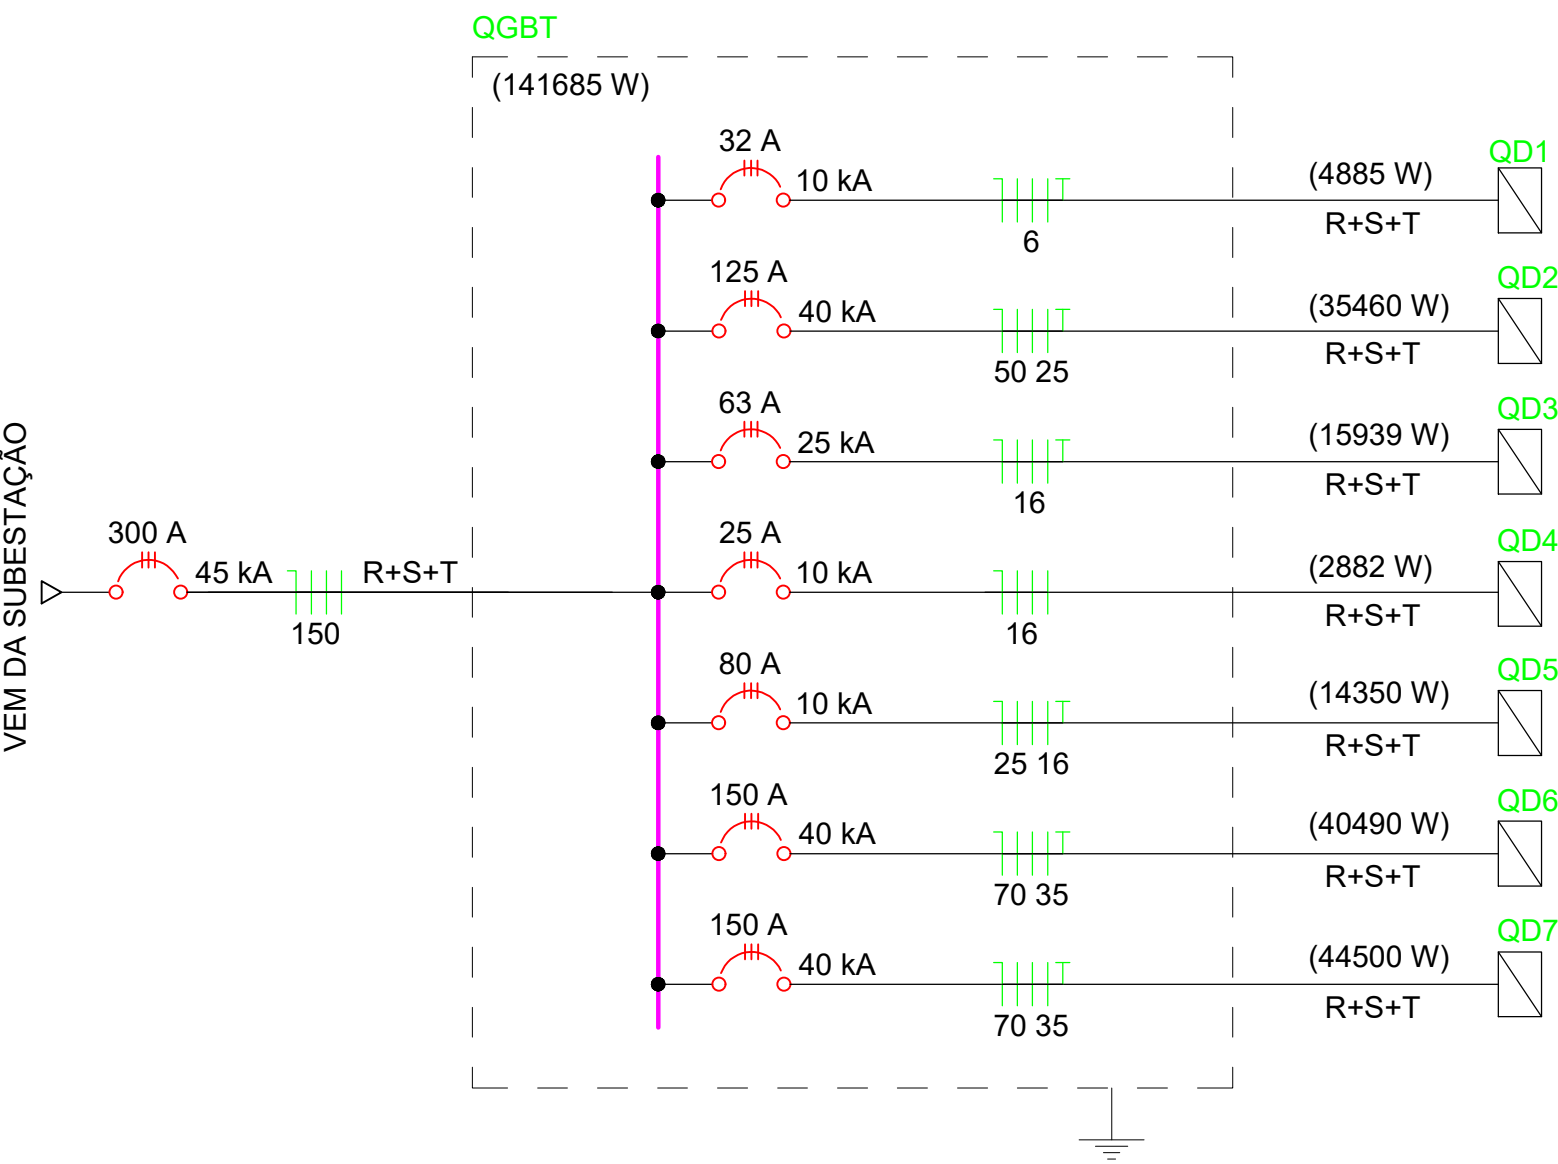 QGBT
(141685 W)
VEM DA SUBESTAÇÃO
300 A
45 kA
R+S+T
150
32 A
10 kA
6
(4885 W)
R+S+T
QD1
125 A
40 kA
50 25
(35460 W)
R+S+T
QD2
63 A
25 kA
16
(15939 W)
R+S+T
QD3
25 A
10 kA
16
(2882 W)
R+S+T
QD4
80 A
10 kA
25 16
(14350 W)
R+S+T
QD5
150 A
40 kA
70 35
(40490 W)
R+S+T
QD6
150 A
40 kA
70 35
(44500 W)
R+S+T
QD7